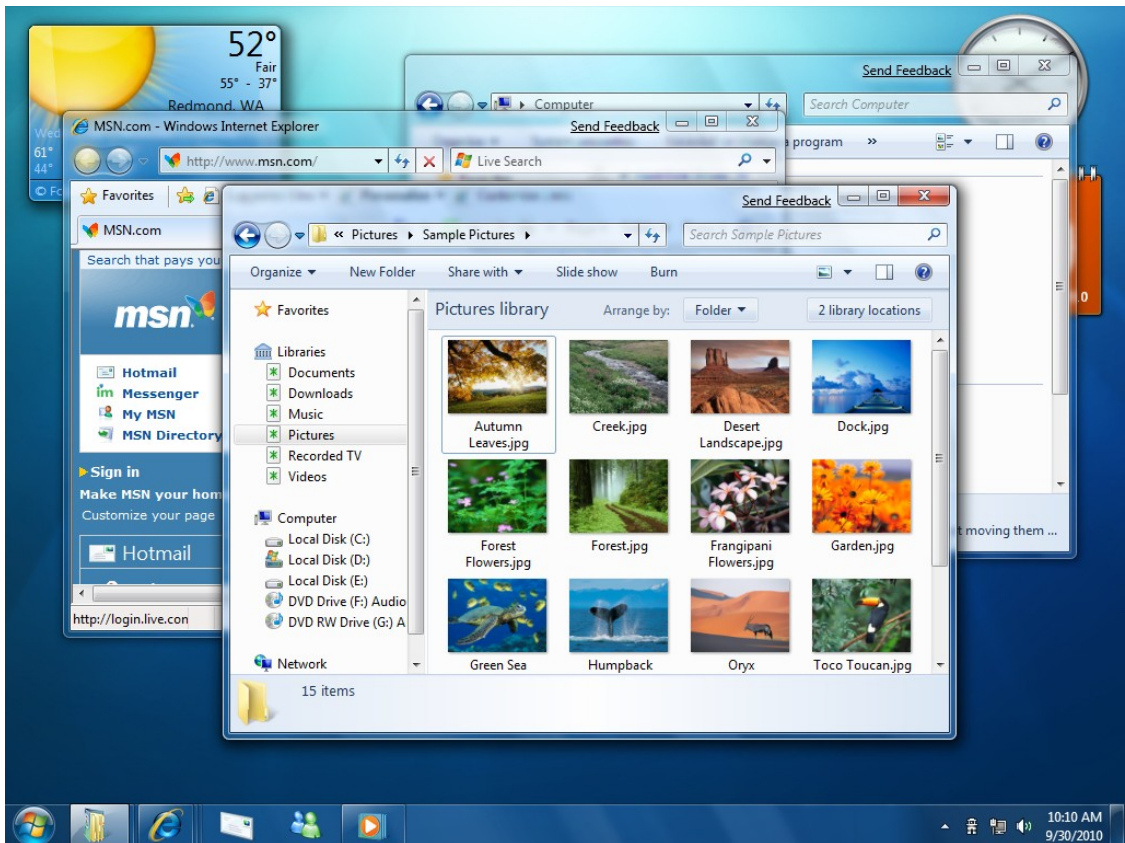 52°
Fair
55° - 37°
Redmond, WA
Wed
61°
44°
Send Feedback
Computer
Search Computer
a program »
MSN.com - Windows Internet Explorer
Send Feedback
http://www.msn.com/
Live Search
Favorites
MSN.com
Search that pays you
msn
Hotmail
im Messenger
My MSN
MSN Directory
Sign in
Make MSN your hom
Customize your page
Hotmail
http://login.live.con
Send Feedback
« Pictures Sample Pictures
Search Sample Pictures
Organize New Folder Share with Slide show Burn
Favorites
Libraries
Documents
Downloads
Music
Pictures
Recorded TV
Videos
Computer
Local Disk (C:)
Local Disk (D:)
Local Disk (E:)
DVD Drive (F:) Audio
DVD RW Drive (G:) A
Network
Pictures library
Arrange by: Folder
2 library locations
Autumn
Leaves.jpg
Creek.jpg
Desert
Landscape.jpg
Dock.jpg
Forest
Flowers.jpg
Forest.jpg
Frangipani
Flowers.jpg
Garden.jpg
Green Sea
Humpback
Oryx
Toco Toucan.jpg
15 items
t moving them ...
10:10 AM
9/30/2010